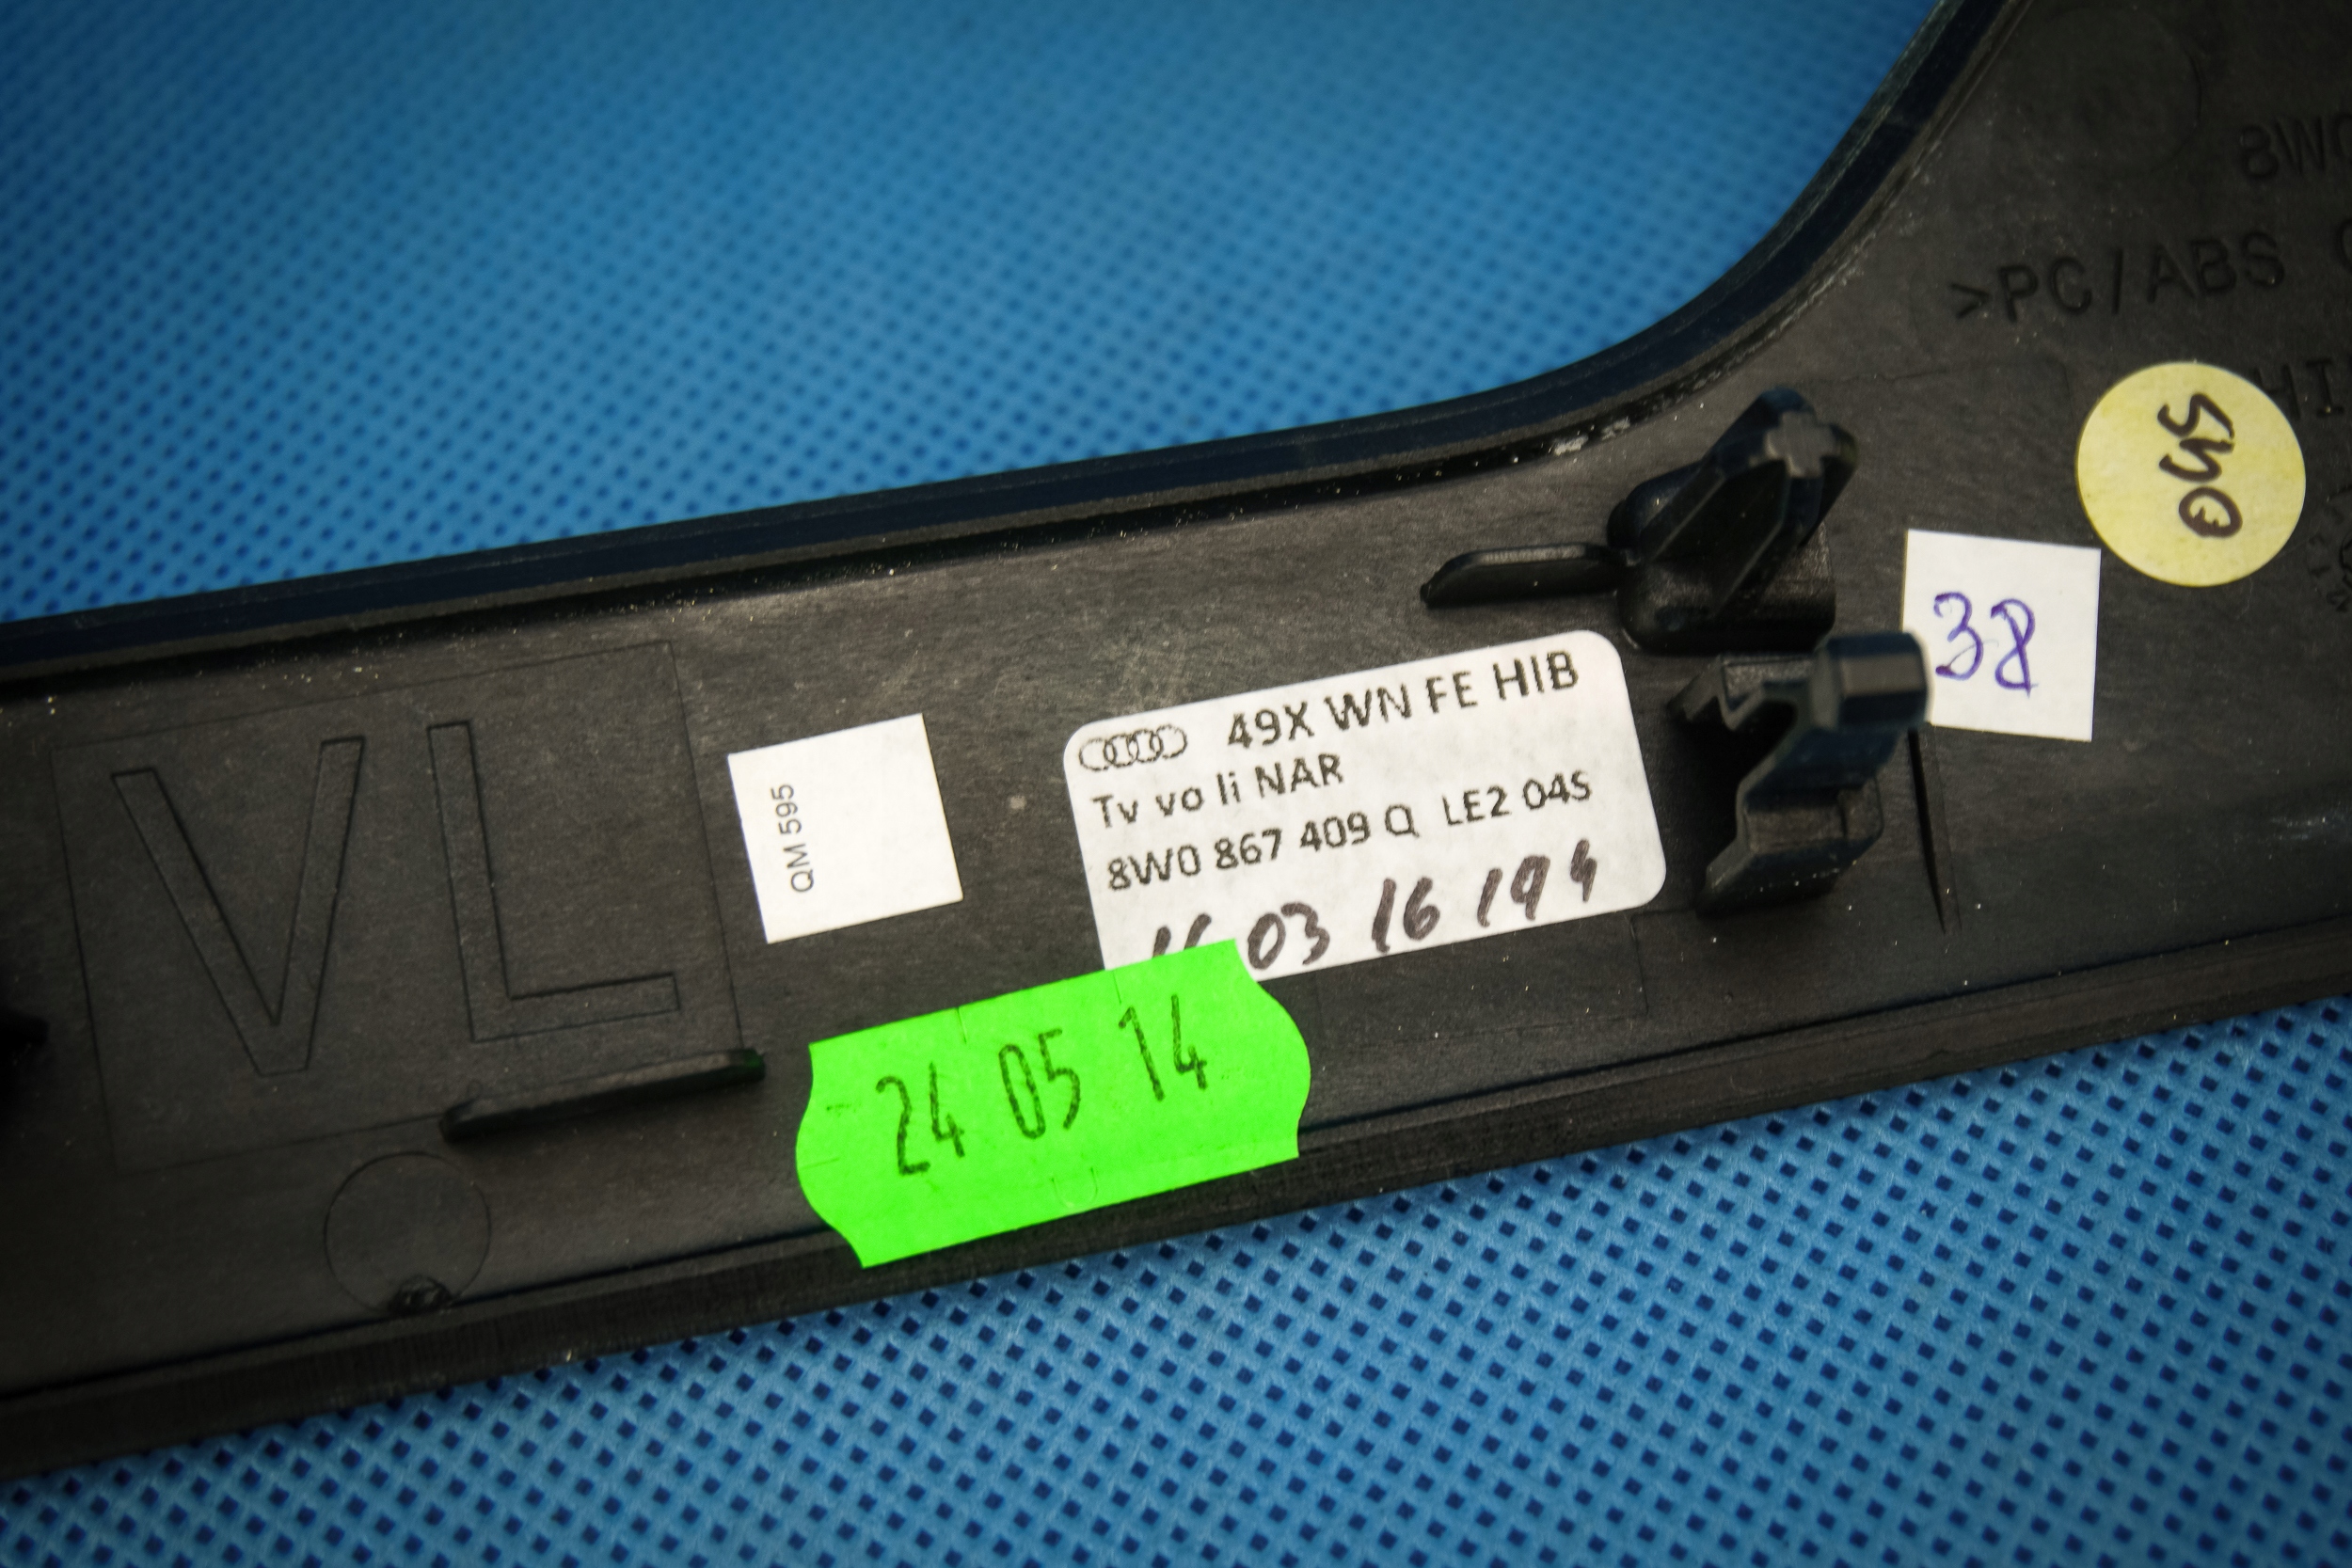 8W0
>PC/ABS
38
VL
QM 595
49X WN FE HIB
Tv vo li NAR
8W0 867 409 Q LE2 04S
03 16 194
24 05 14